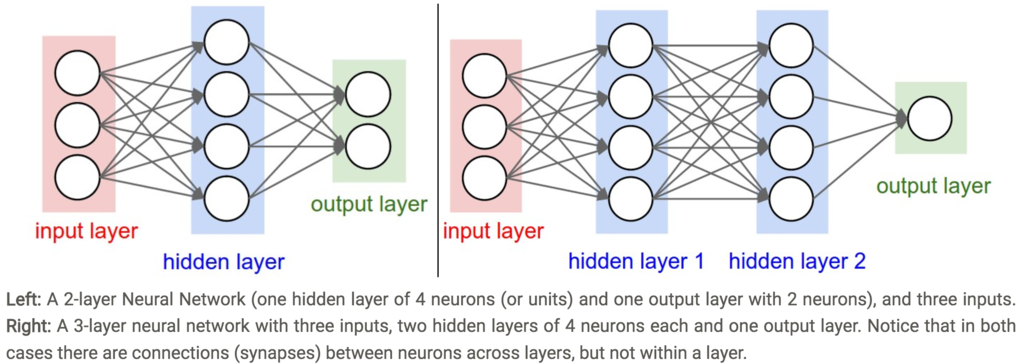 input layer
hidden layer
output layer
input layer
hidden layer 1
hidden layer 2
output layer
Left: A 2-layer Neural Network (one hidden layer of 4 neurons (or units) and one output layer with 2 neurons), and three inputs.
Right: A 3-layer neural network with three inputs, two hidden layers of 4 neurons each and one output layer. Notice that in both
cases there are connections (synapses) between neurons across layers, but not within a layer.